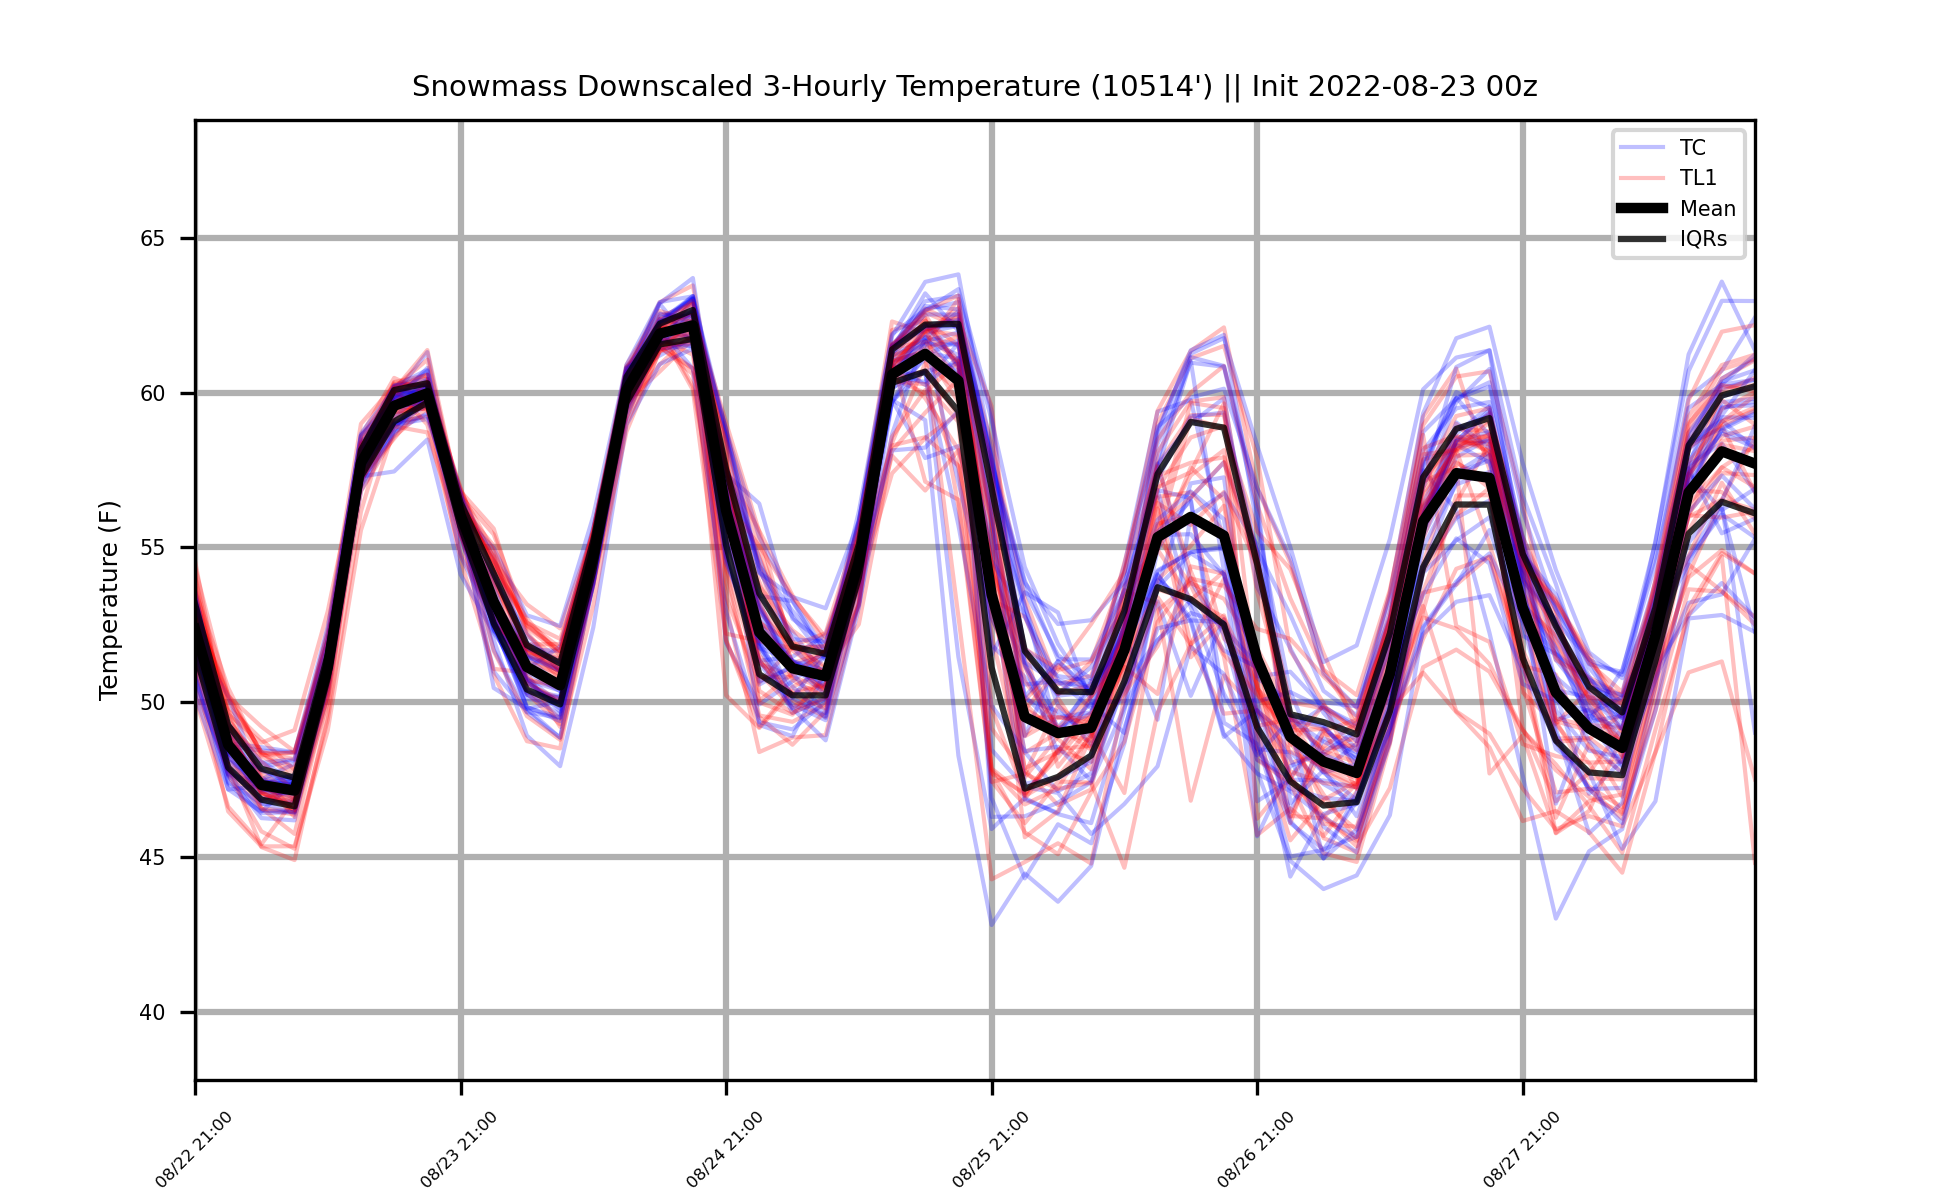 Snowmass Downscaled 3-Hourly Temperature (10514') || Init 2022-08-23 00z
TC
TL1
Mean
IQRs
Temperature (F)
65
60
55
50
45
40
08/22 21:00
08/23 21:00
08/24 21:00
08/25 21:00
08/26 21:00
08/27 21:00